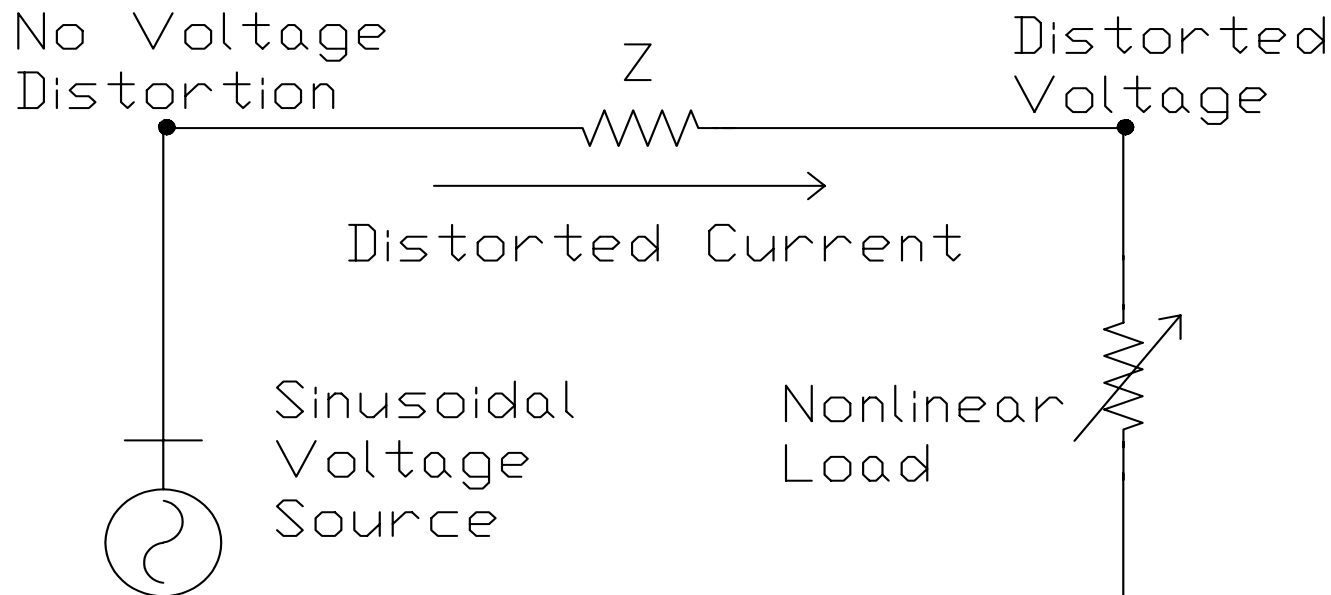 No Voltage
Distortion
Z
Distorted
Voltage
Distorted Current
Sinusoidal
Voltage
Source
Nonlinear
Load